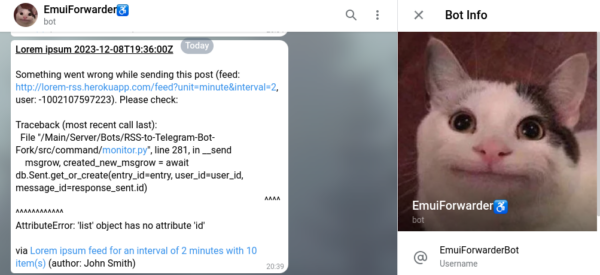 EmuiForwarder♿
bot
Bot Info
Today
Lorem ipsum 2023-12-08T19:36:00Z
Something went wrong while sending this post (feed:
http://lorem-rss.herokuapp.com/feed?unit=minute&interval=2,
user: -1002107597223). Please check:
Traceback (most recent call last):
File "/Main/Server/Bots/RSS-to-Telegram-Bot-
Fork/src/command/monitor.py", line 281, in __send
msgrow, created_new_msgrow = await
db.Sent.get_or_create(entry_id=entry, user_id=user_id,
message_id=response_sent.id)
^^^^
^^^^^^^^^^^^
AttributeError: 'list' object has no attribute 'id'
via Lorem ipsum feed for an interval of 2 minutes with 10
item(s) (author: John Smith)
20:39
EmuiForwarder♿
bot
@ EmuiForwarderBot
Username